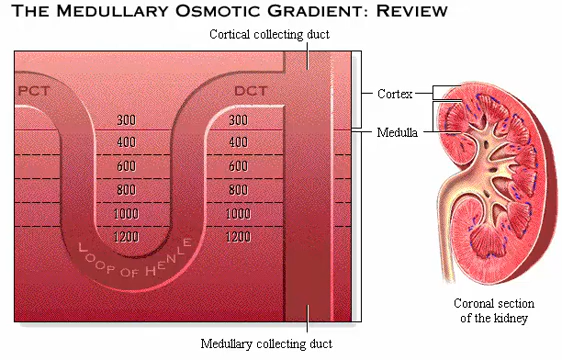 THE MEDULLARY OSMOTIC GRADIENT: REVIEW
Cortical collecting duct
PCT
DCT
Cortex
300 300
Medulla
400 400
600 600
800 800
1000 1000
1200 1200
LOOP OF HENLE
Coronal section
of the kidney
Medullary collecting duct